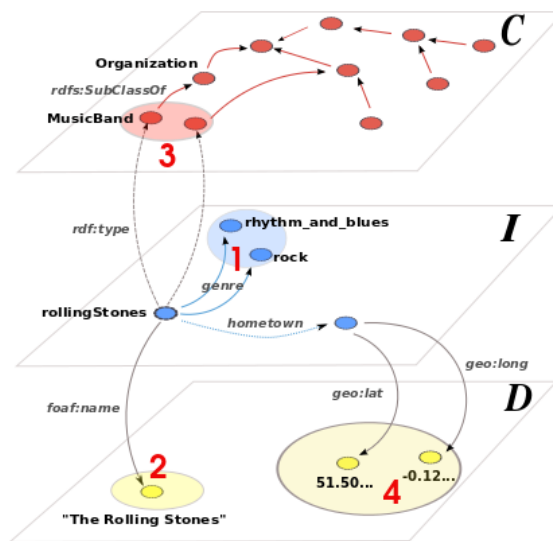 C
Organization
rdfs:SubClassOf
MusicBand
3
rdf:type
I
rhythm_and_blues
1
rock
genre
rollingStones
hometown
geo:long
geo:lat
D
foaf:name
2
51.50...
-0.12...
4
"The Rolling Stones"